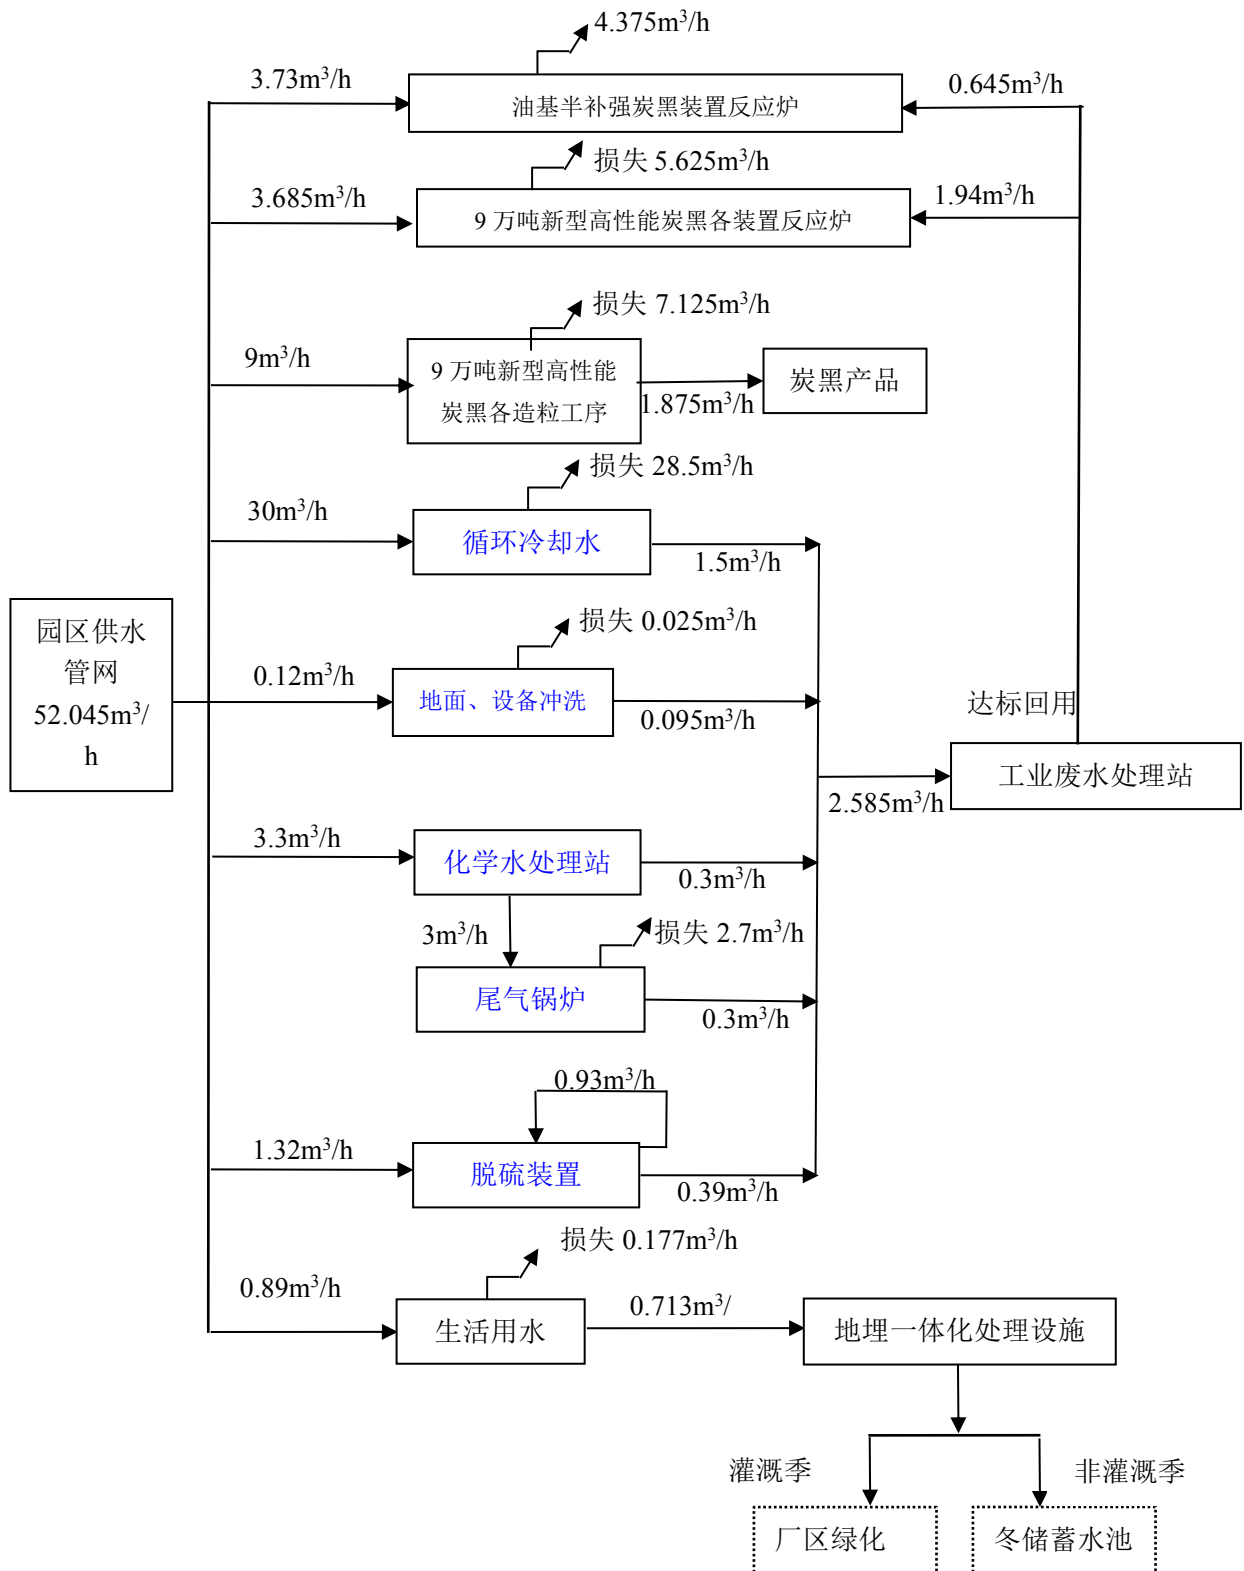 4.375m³/h
3.73m³/h
油基半补强炭黑装置反应炉
0.645m³/h
损失 5.625m³/h
3.685m³/h
9 万吨新型高性能炭黑各装置反应炉
1.94m³/h
损失 7.125m³/h
9m³/h
9 万吨新型高性能
炭黑各造粒工序
1.875m³/h
炭黑产品
损失 28.5m³/h
30m³/h
循环冷却水
1.5m³/h
园区供水
管网
52.045m³/
h
损失 0.025m³/h
0.12m³/h
地面、设备冲洗
0.095m³/h
达标回用
2.585m³/h
工业废水处理站
3.3m³/h
化学水处理站
0.3m³/h
3m³/h
损失 2.7m³/h
尾气锅炉
0.3m³/h
0.93m³/h
1.32m³/h
脱硫装置
0.39m³/h
损失 0.177m³/h
0.89m³/h
生活用水
0.713m³/
地埋一体化处理设施
灌溉季
非灌溉季
厂区绿化
冬储蓄水池